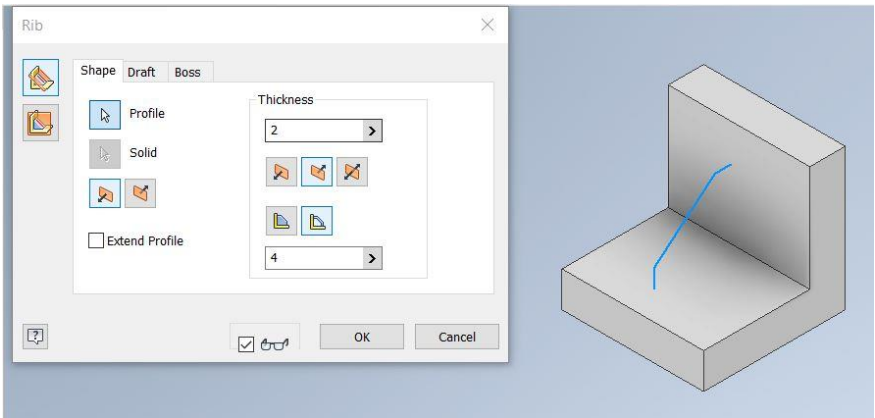 Rib
Shape Draft Boss
Profile
Solid
Extend Profile
Thickness
2
4
OK Cancel